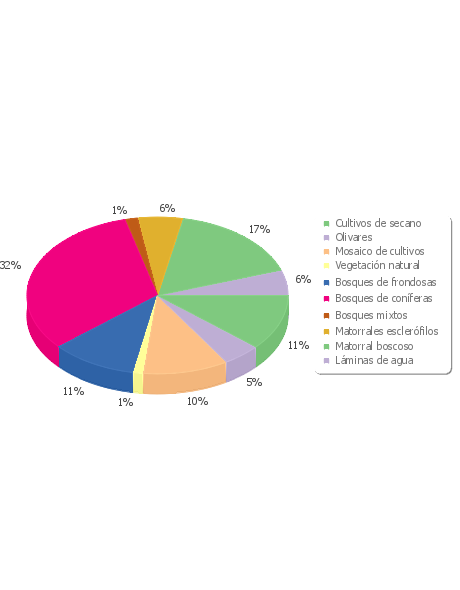 1%
6%
17%
32%
6%
11%
5%
10%
1%
11%
Cultivos de secano
Olivares
Mosaico de cultivos
Vegetación natural
Bosques de frondosas
Bosques de coníferas
Bosques mixtos
Matorrales esclerófilos
Matorral boscoso
Láminas de agua